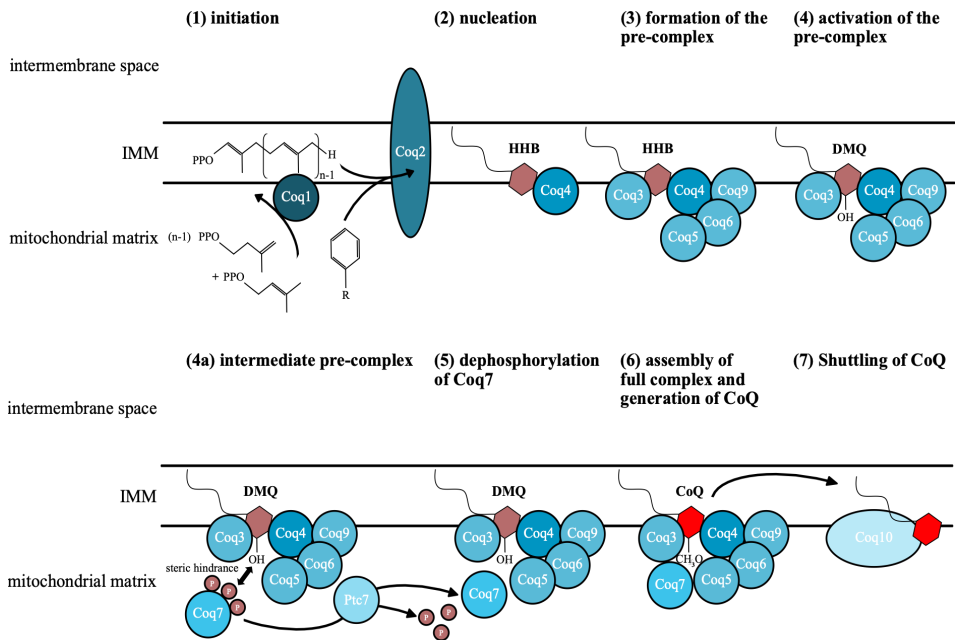 (1) initiation
(2) nucleation
(3) formation of the
pre-complex
(4) activation of the
pre-complex
intermembrane space
IMM
mitochondrial matrix
PPO
H
n-1
Coq1
Coq2
(n-1) PPO
+ PPO
R
HHB
Coq4
HHB
Coq3
Coq4
Coq9
Coq6
Coq5
DMQ
Coq3
Coq4
Coq9
OH
Coq6
Coq5
(4a) intermediate pre-complex
(5) dephosphorylation
of Coq7
(6) assembly of
full complex and
generation of CoQ
(7) Shuttling of CoQ
intermembrane space
IMM
mitochondrial matrix
DMQ
Coq3
Coq4
Coq9
OH
Coq6
Coq5
steric hindrance
P
P
P
Coq7
Ptc7
P
P
P
DMQ
Coq3
Coq4
Coq9
OH
Coq6
Coq5
Coq7
CoQ
Coq3
Coq4
Coq9
CH3O
Coq6
Coq7
Coq5
Coq10